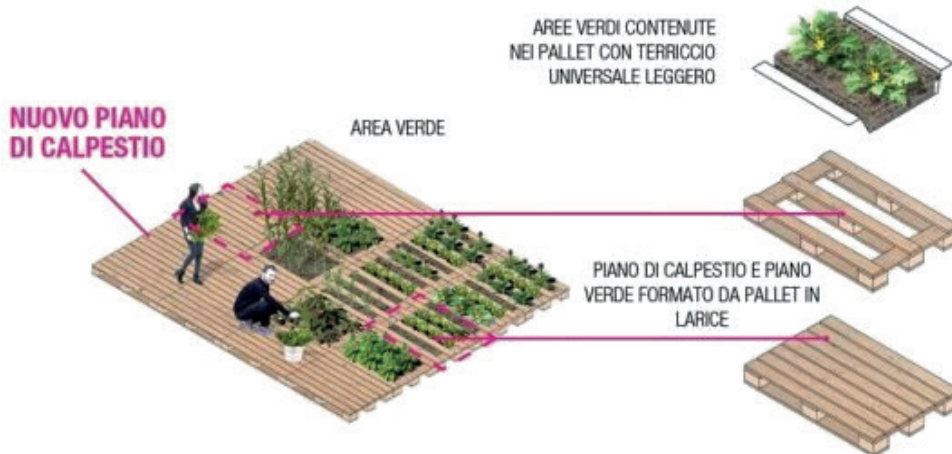 AREE VERDI CONTENUTE
NEI PALLET CON TERRICCIO
UNIVERSALE LEGGERO
NUOVO PIANO
DI CALPESTIO
AREA VERDE
PIANO DI CALPESTIO E PIANO
VERDE FORMATO DA PALLET IN
LARICE